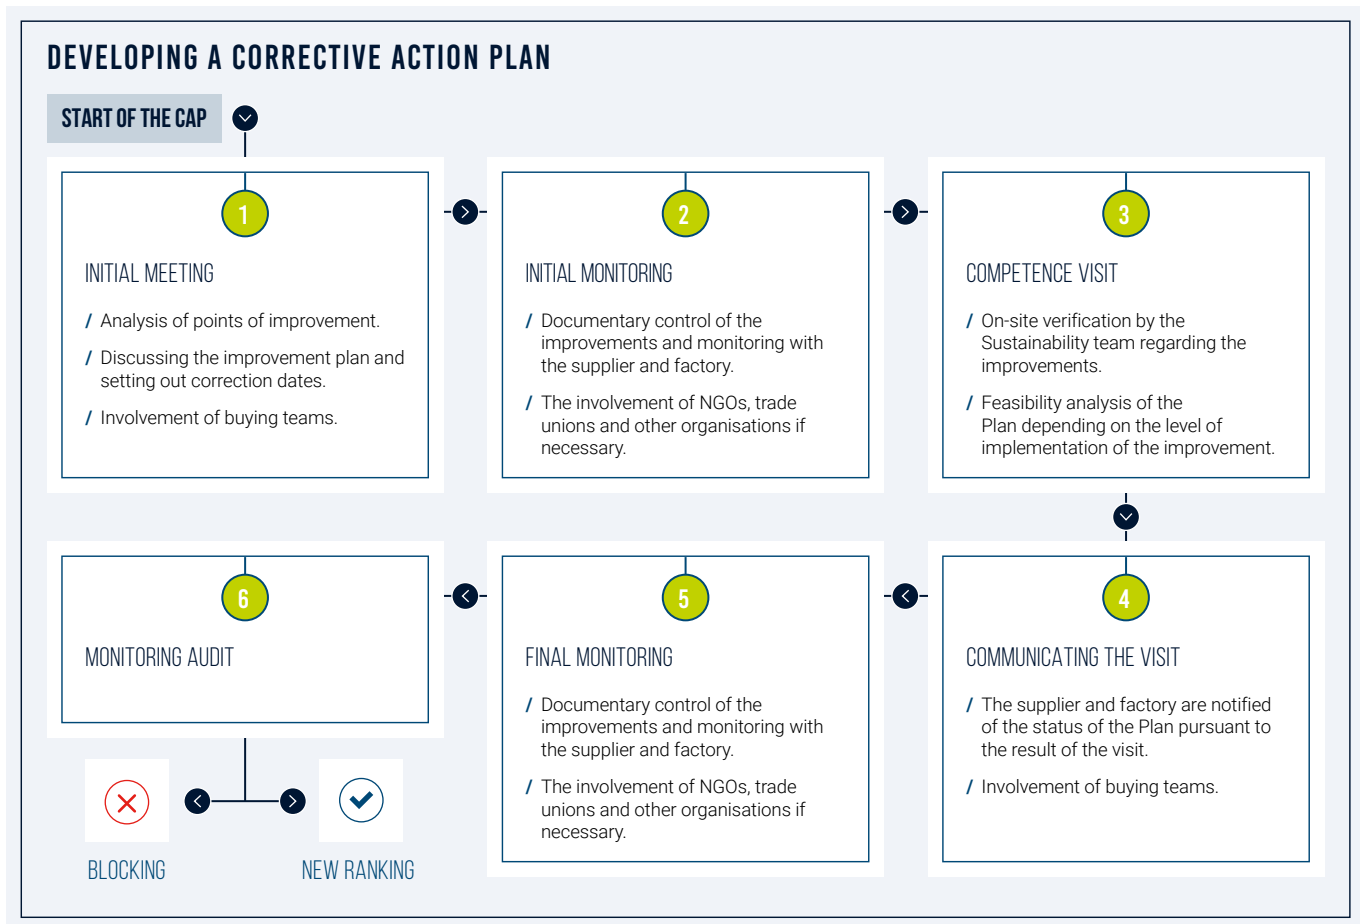 DEVELOPING A CORRECTIVE ACTION PLAN
START OF THE CAP
1
INITIAL MEETING
/ Analysis of points of improvement.
/ Discussing the improvement plan and
setting out correction dates.
/ Involvement of buying teams.
2
INITIAL MONITORING
/ Documentary control of the
improvements and monitoring with
the supplier and factory.
/ The involvement of NGOs, trade
unions and other organisations if
necessary.
3
COMPETENCE VISIT
/ On-site verification by the
Sustainability team regarding the
improvements.
/ Feasibility analysis of the
Plan depending on the level of
implementation of the improvement.
4
COMMUNICATING THE VISIT
/ The supplier and factory are notified
of the status of the Plan pursuant to
the result of the visit.
/ Involvement of buying teams.
5
FINAL MONITORING
/ Documentary control of the
improvements and monitoring with
the supplier and factory.
/ The involvement of NGOs, trade
unions and other organisations if
necessary.
6
MONITORING AUDIT
BLOCKING
NEW RANKING